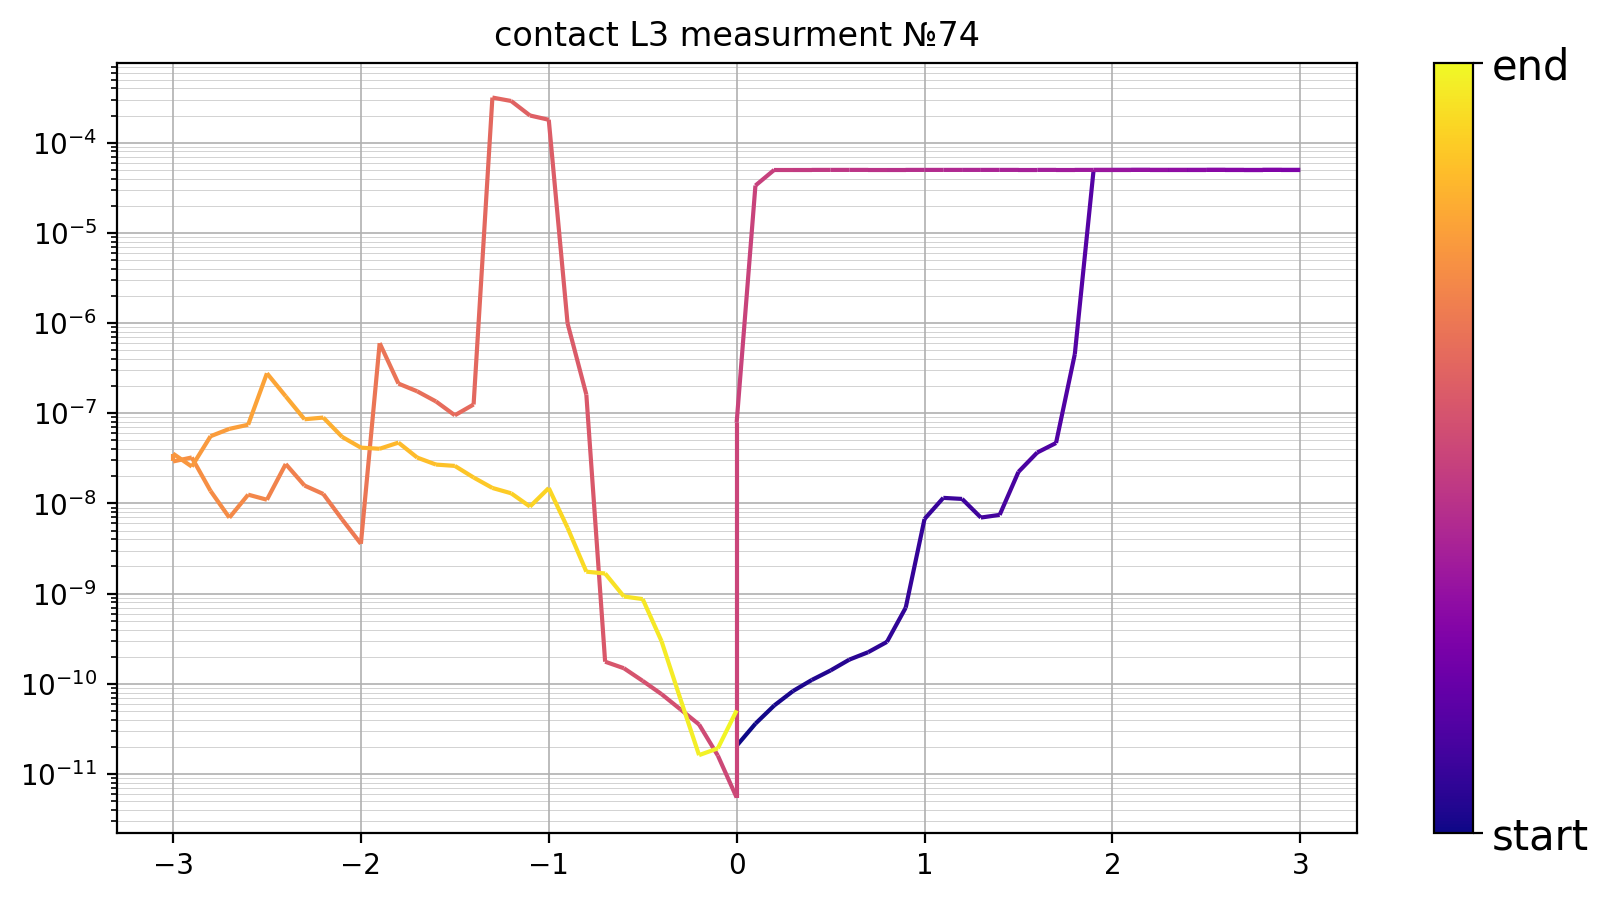 contact L3 measurment №74
10⁻⁴
10⁻⁵
10⁻⁶
10⁻⁷
10⁻⁸
10⁻⁹
10⁻¹⁰
10⁻¹¹
−3 −2 −1 0 1 2 3
end
start